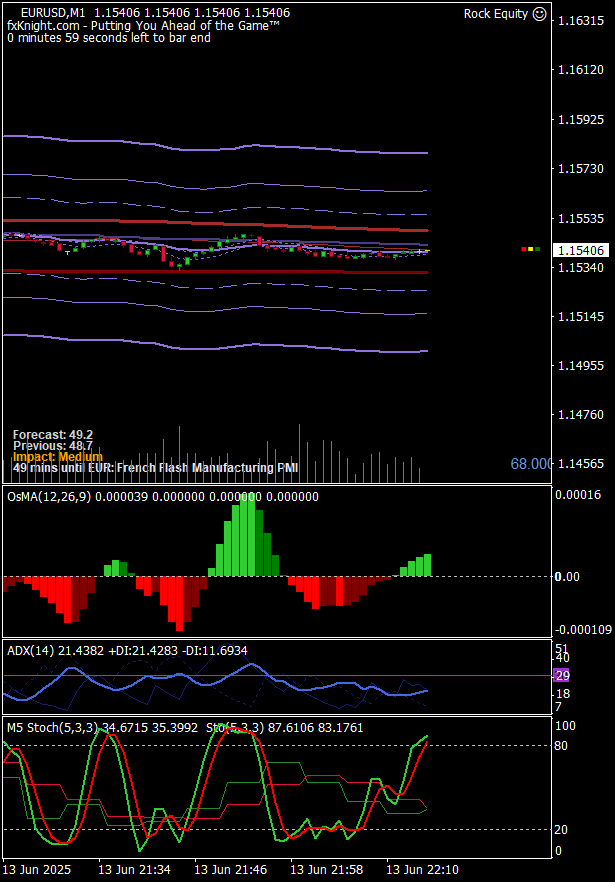 EURUSD,M1 1.15406 1.15406 1.15406 1.15406
Rock Equity
fxKnight.com - Putting You Ahead of the Game™
0 minutes 59 seconds left to bar end
1.16315
1.16120
1.15925
1.15730
1.15535
1.15406
1.15340
1.15145
1.14955
1.14760
1.14565
Forecast: 49.2
Previous: 48.7
Impact: Medium
49 mins until EUR: French Flash Manufacturing PMI
68.000
OsMA(12,26,9) 0.000039 0.000000 0.000000 0.000000
0.00016
0.00
-0.000109
ADX(14) 21.4382 +DI:21.4283 -DI:11.6934
51
40
29
18
7
M5 Stoch(5,3,3) 34.6715 35.3992 Sto(5,3,3) 87.6106 83.1761
100
80
20
0
13 Jun 2025 13 Jun 21:34 13 Jun 21:46 13 Jun 21:58 13 Jun 22:10